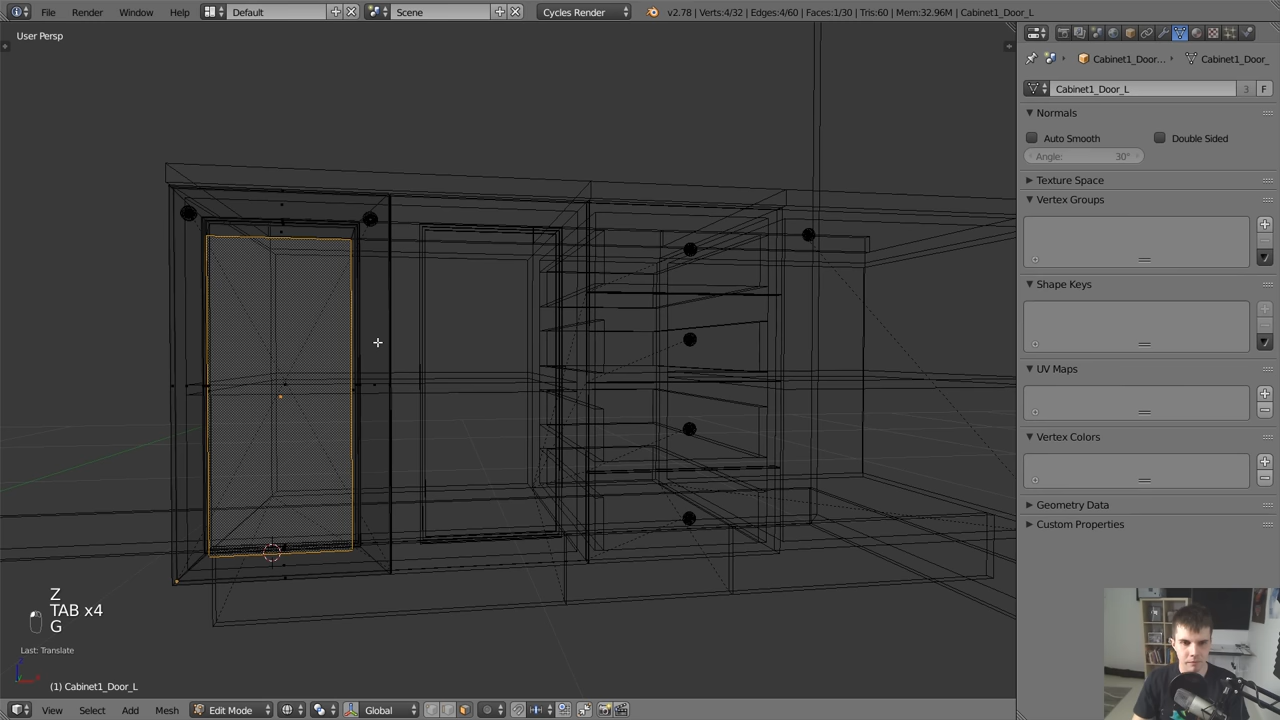 File Render Window Help Default Scene Cycles Render v2.78 | Verts:4/32 | Edges:4/60 | Faces:1/30 | Tris:60 | Mem:32.96M | Cabinet1_Door_L
User Persp
Cabinet1_Door... Cabinet1_Door_
Cabinet1_Door_L 3 F
Normals
Auto Smooth Double Sided
Angle: 30°
Texture Space
Vertex Groups
Shape Keys
UV Maps
Vertex Colors
Geometry Data
Custom Properties
Z
TAB x4
G
Last: Translate
(1) Cabinet1_Door_L
View Select Add Mesh Edit Mode Global